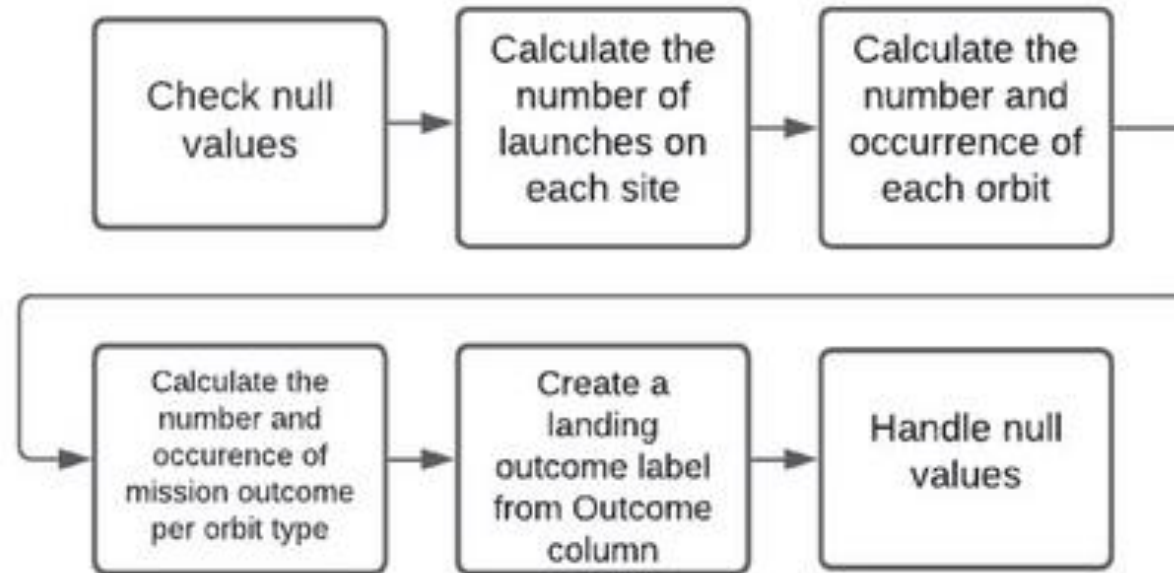 Check null
values
Calculate the
number of
launches on
each site
Calculate the
number and
occurrence of
each orbit
Calculate the
number and
occurence of
mission outcome
per orbit type
Create a
landing
outcome label
from Outcome
column
Handle null
values